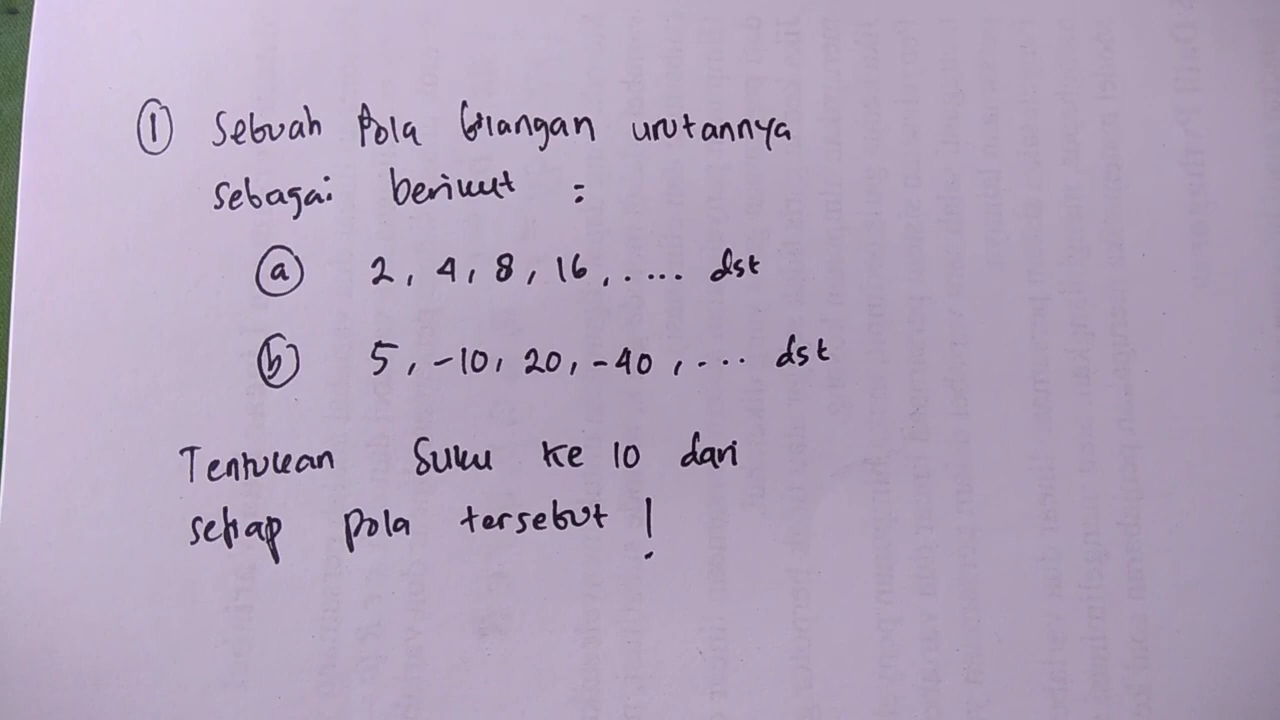 ① Sebuah Pola bilangan urutannya
sebagai berikut :
ⓐ 2, 4, 8, 16, .... dst
ⓑ 5, -10, 20, -40, ... dst
Tentukan Suku ke 10 dari
setiap pola tersebut !